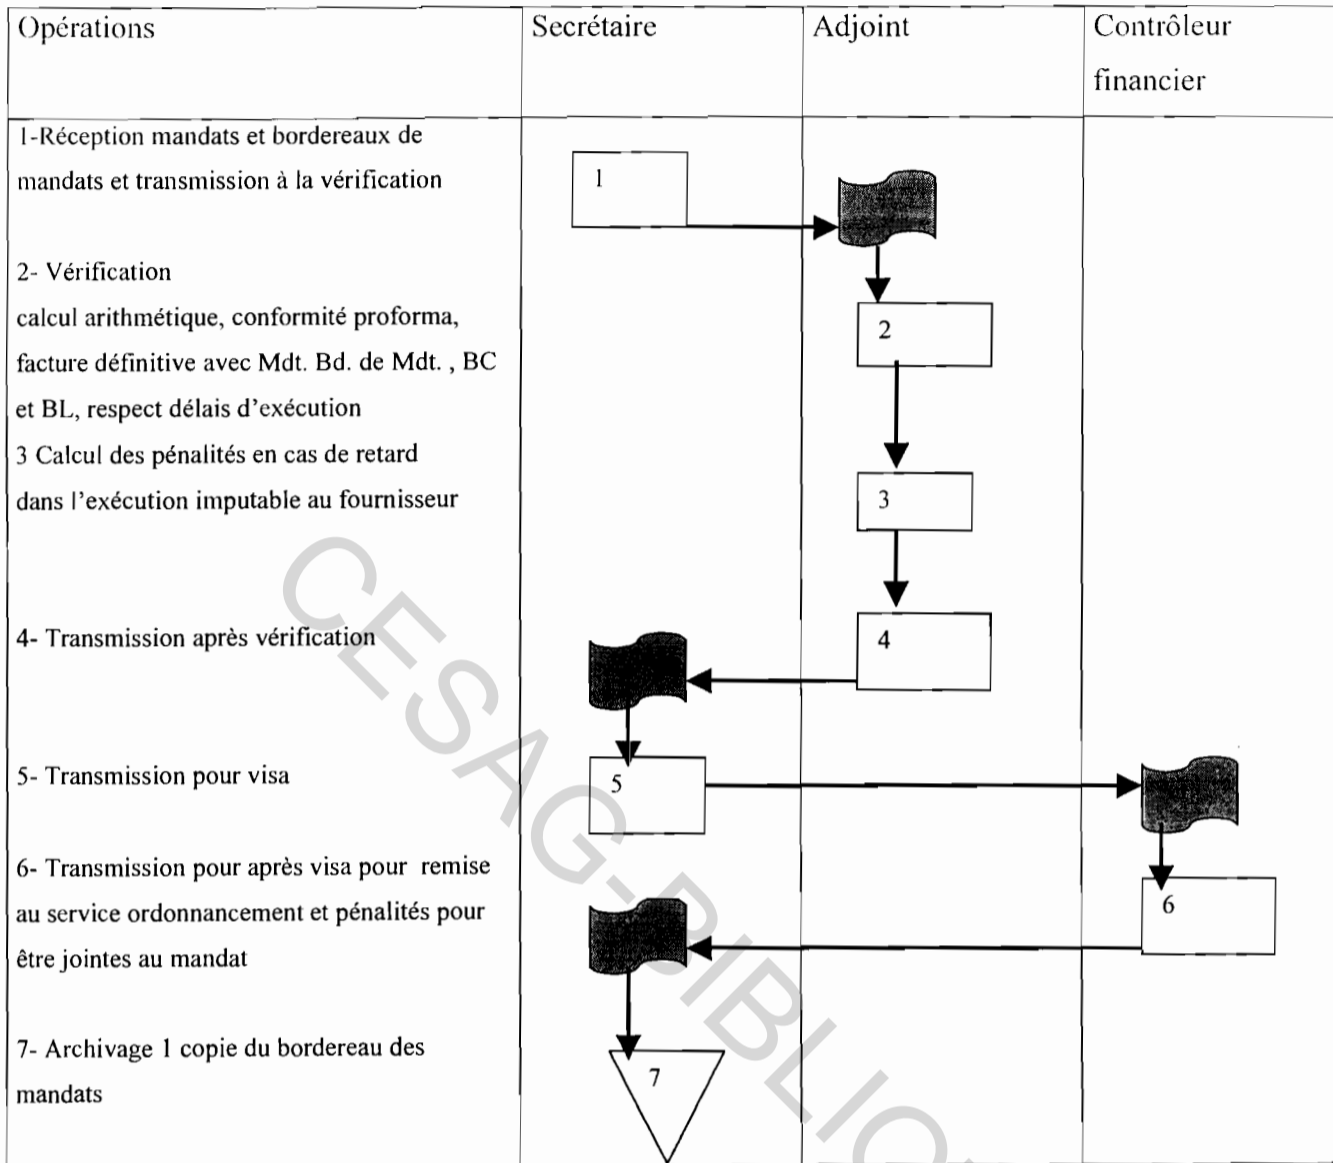 Opérations
Secrétaire
Adjoint
Contrôleur
financier
1-Réception mandats et bordereaux de
mandats et transmission à la vérification
1
2- Vérification
calcul arithmétique, conformité proforma,
facture définitive avec Mdt. Bd. de Mdt. , BC
et BL, respect délais d'exécution
2
3 Calcul des pénalités en cas de retard
dans l'exécution imputable au fournisseur
3
4- Transmission après vérification
4
5- Transmission pour visa
5
6- Transmission pour après visa pour remise
au service ordonnancement et pénalités pour
être jointes au mandat
6
7- Archivage 1 copie du bordereau des
mandats
7
CESAG-BIBLIO